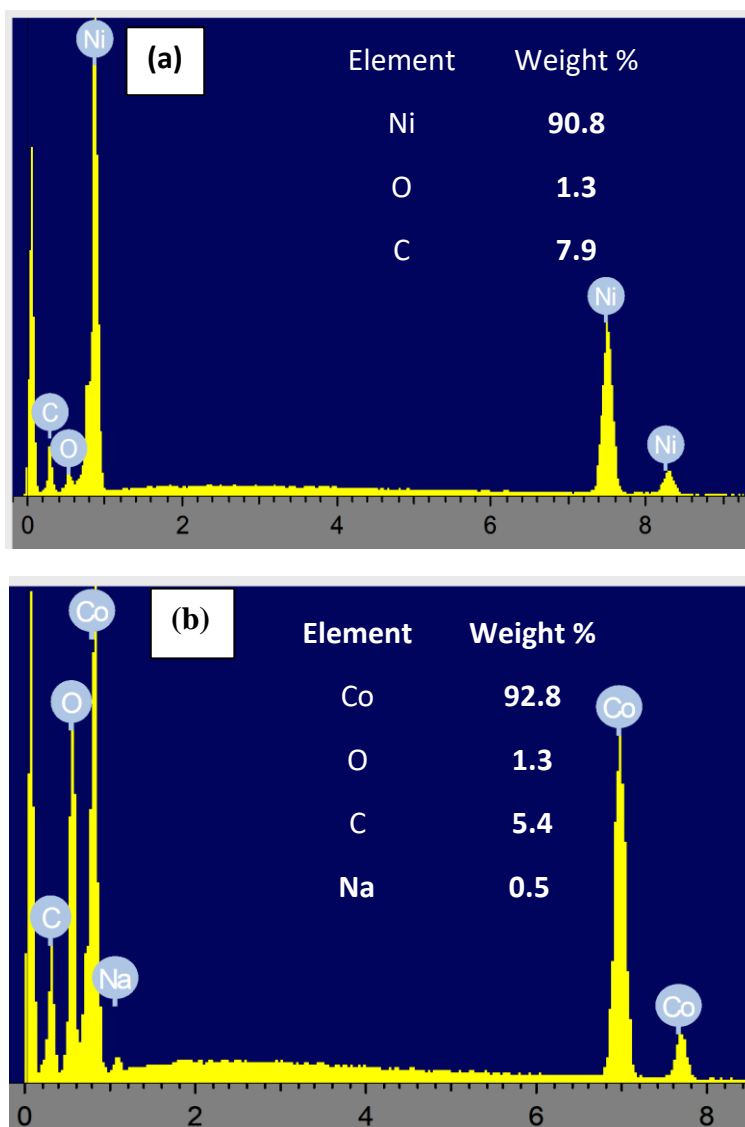 Ni
(a)
Element Weight %
Ni 90.8
O 1.3
C 7.9
Ni
C
O
Ni
0 2 4 6 8
Co
(b)
Element Weight %
O
Co 92.8
Co
O 1.3
C 5.4
Na 0.5
C
Na
Co
0 2 4 6 8